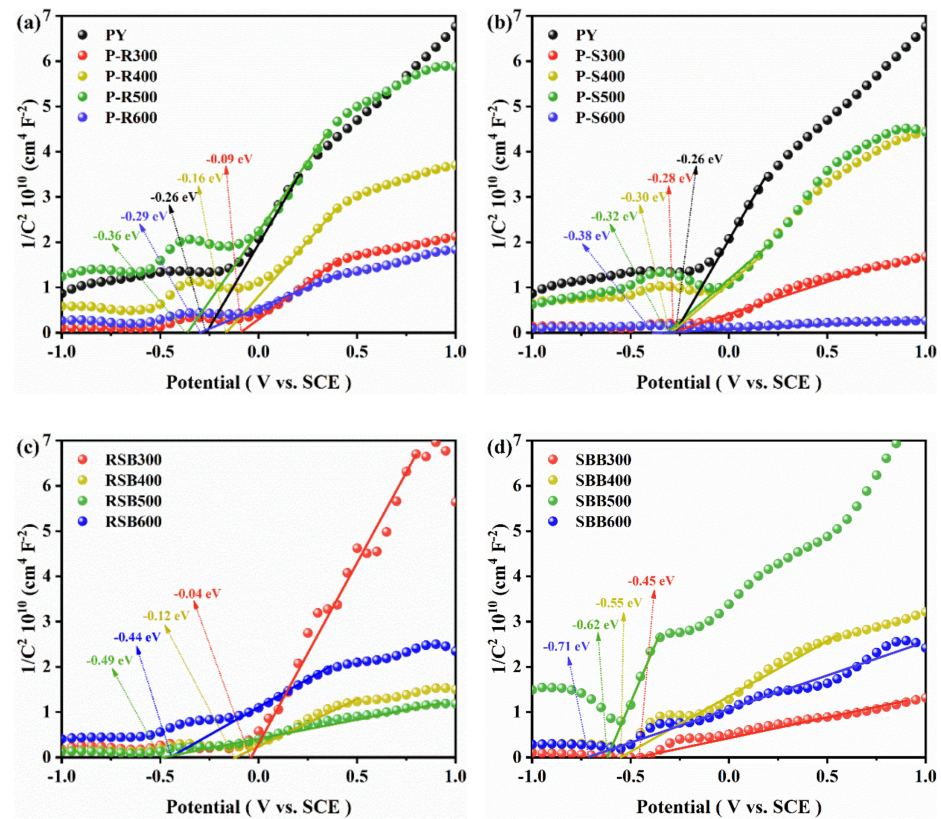 (a)
PY
P-R300
P-R400
P-R500
P-R600
-0.09 eV
-0.16 eV
-0.26 eV
-0.29 eV
-0.36 eV
7
6
5
4
3
2
1
0
-1.0 -0.5 0.0 0.5 1.0
1/C² 10¹⁰ (cm⁴ F⁻²)
Potential ( V vs. SCE )
(b)
PY
P-S300
P-S400
P-S500
P-S600
-0.26 eV
-0.28 eV
-0.30 eV
-0.32 eV
-0.38 eV
7
6
5
4
3
2
1
0
-1.0 -0.5 0.0 0.5 1.0
1/C² 10¹⁰ (cm⁴ F⁻²)
Potential ( V vs. SCE )
(c)
RSB300
RSB400
RSB500
RSB600
-0.04 eV
-0.12 eV
-0.44 eV
-0.49 eV
7
6
5
4
3
2
1
0
-1.0 -0.5 0.0 0.5 1.0
1/C² 10¹⁰ (cm⁴ F⁻²)
Potential ( V vs. SCE )
(d)
SBB300
SBB400
SBB500
SBB600
-0.45 eV
-0.55 eV
-0.62 eV
-0.71 eV
7
6
5
4
3
2
1
0
-1.0 -0.5 0.0 0.5 1.0
1/C² 10¹⁰ (cm⁴ F⁻²)
Potential ( V vs. SCE )